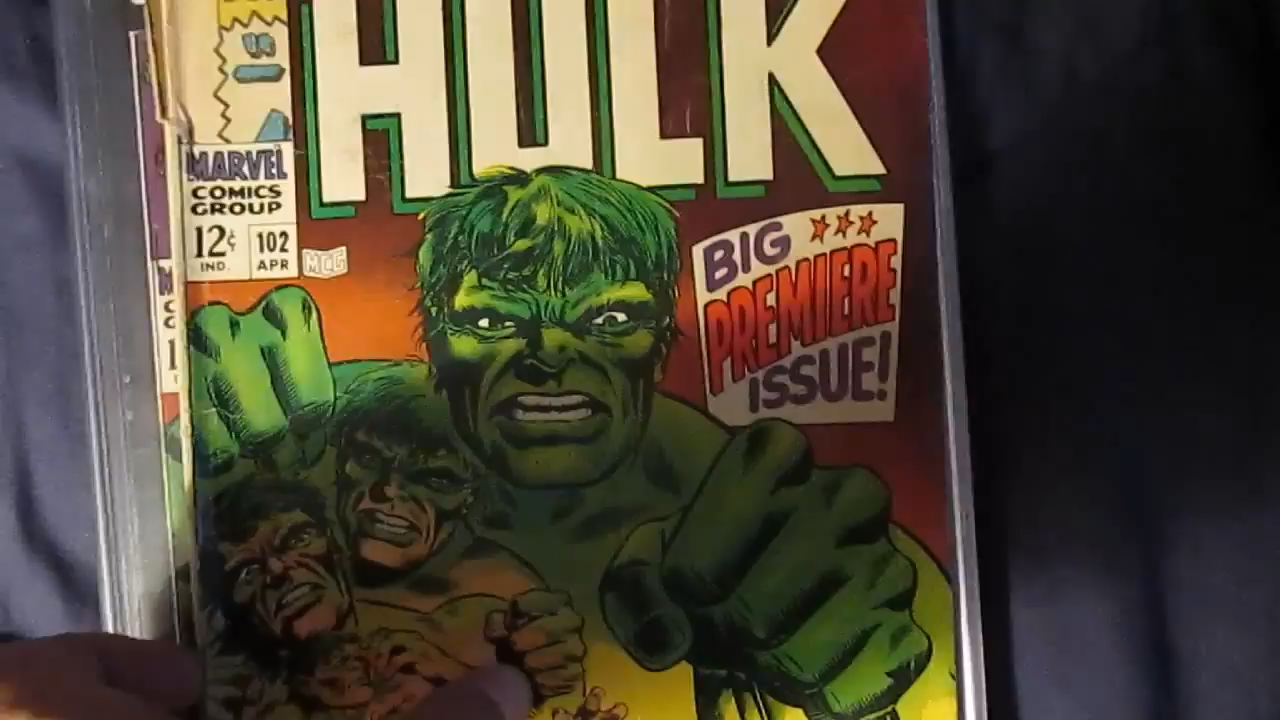 HULK
MARVEL
COMICS
GROUP
12¢
IND.
102
APR
MCG
BIG
PREMIERE
ISSUE!